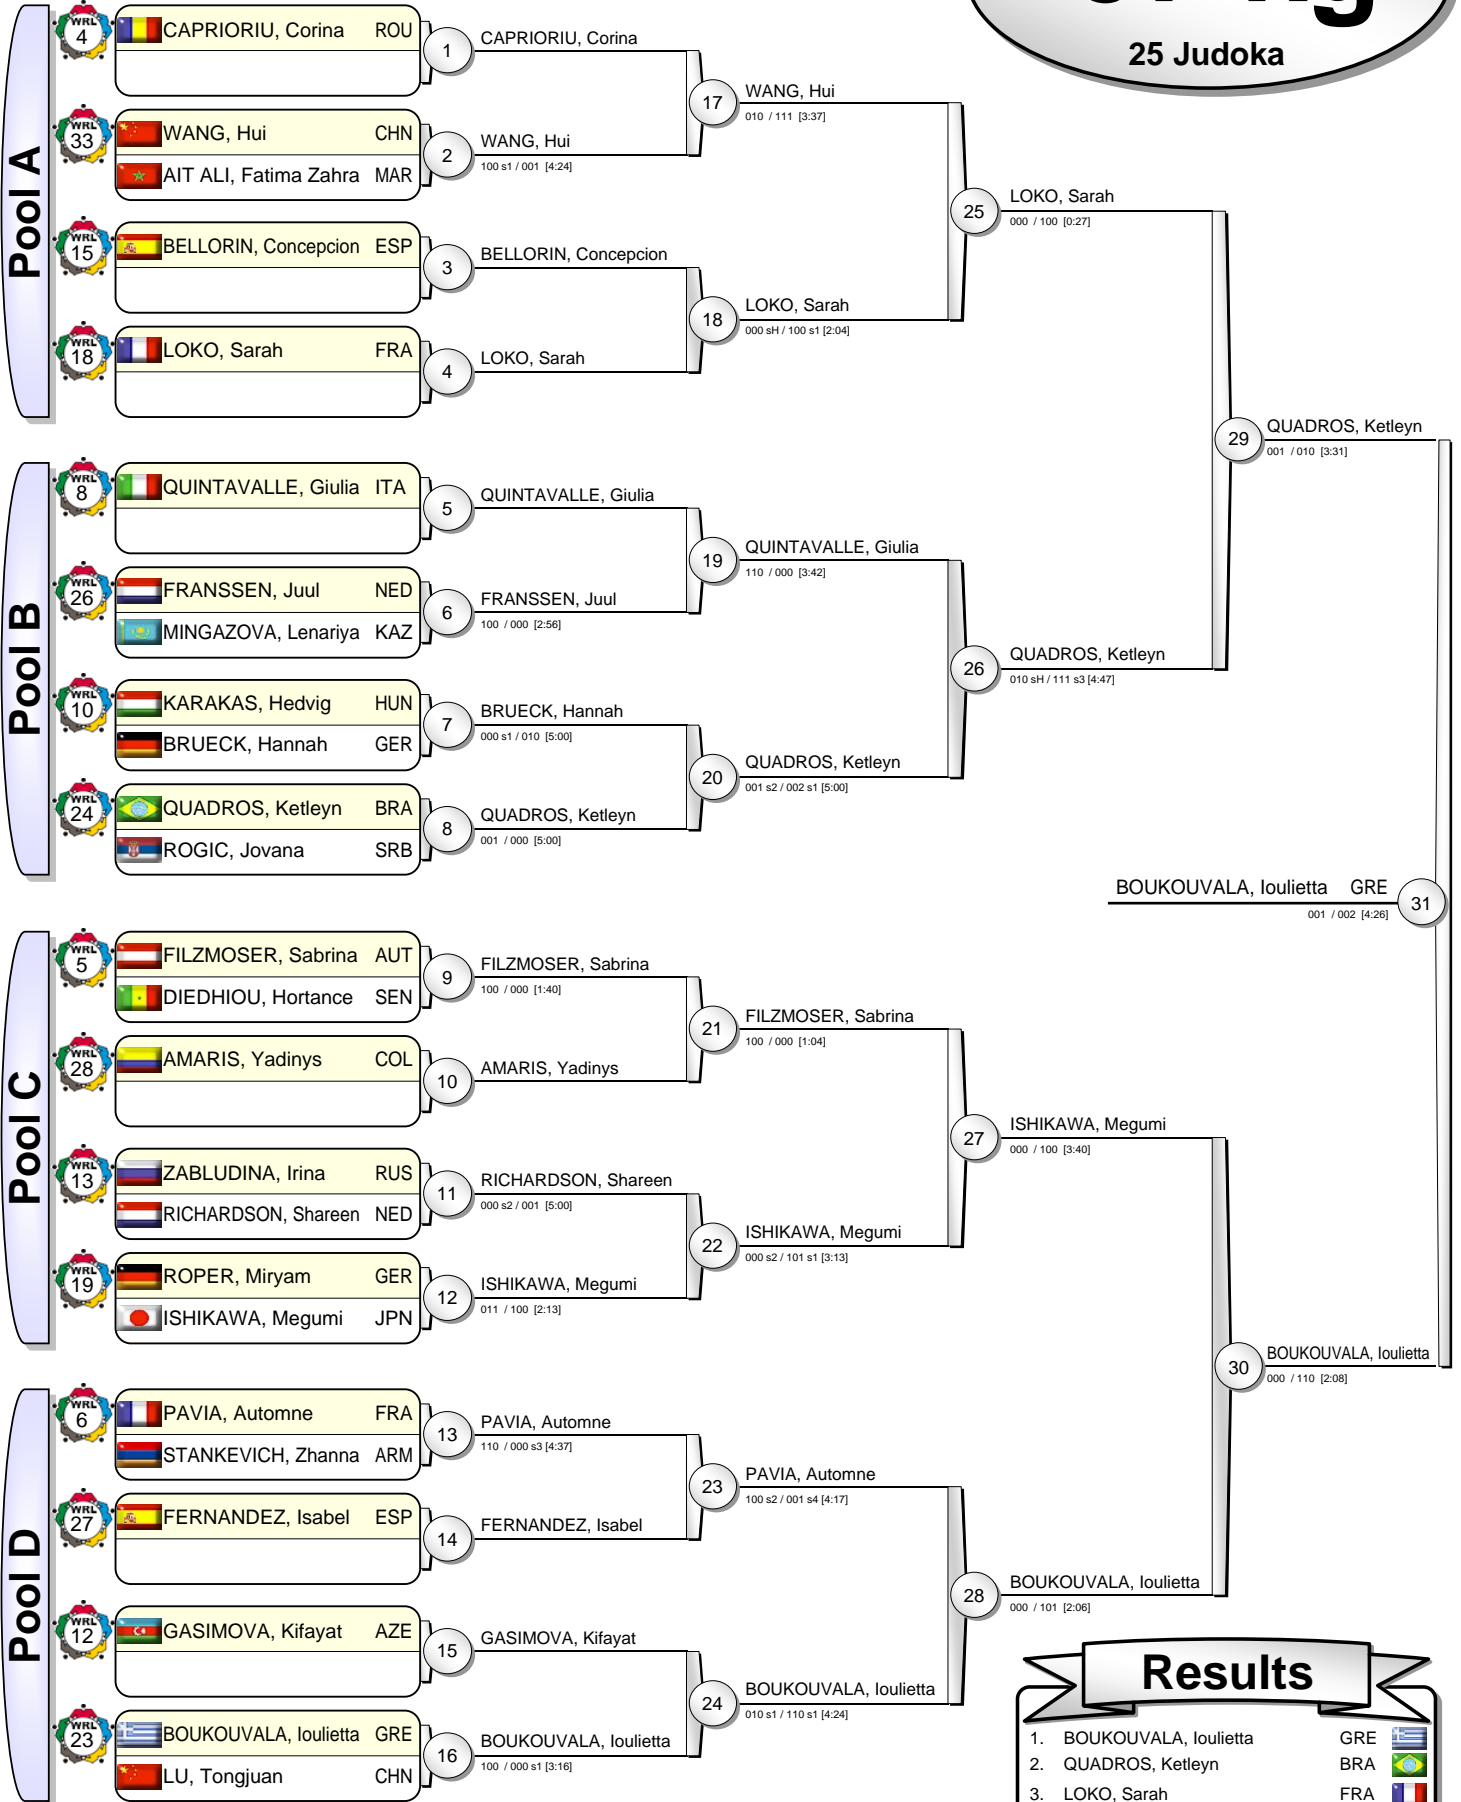 25 Judoka
Pool A
WRL 4 CAPRIORIU, Corina ROU
1 CAPRIORIU, Corina
17 WANG, Hui
010 / 111 [3:37]
WRL 33 WANG, Hui CHN
AIT ALI, Fatima Zahra MAR
2 WANG, Hui
100 s1 / 001 [4:24]
25 LOKO, Sarah
000 / 100 [0:27]
WRL 15 BELLORIN, Concepcion ESP
3 BELLORIN, Concepcion
18 LOKO, Sarah
000 sH / 100 s1 [2:04]
WRL 18 LOKO, Sarah FRA
4 LOKO, Sarah
29 QUADROS, Ketleyn
001 / 010 [3:31]
Pool B
WRL 8 QUINTAVALLE, Giulia ITA
5 QUINTAVALLE, Giulia
19 QUINTAVALLE, Giulia
110 / 000 [3:42]
WRL 26 FRANSSEN, Juul NED
MINGAZOVA, Lenariya KAZ
6 FRANSSEN, Juul
100 / 000 [2:56]
26 QUADROS, Ketleyn
010 sH / 111 s3 [4:47]
WRL 10 KARAKAS, Hedvig HUN
BRUECK, Hannah GER
7 BRUECK, Hannah
000 s1 / 010 [5:00]
20 QUADROS, Ketleyn
001 s2 / 002 s1 [5:00]
WRL 24 QUADROS, Ketleyn BRA
ROGIC, Jovana SRB
8 QUADROS, Ketleyn
001 / 000 [5:00]
BOUKOUVALA, Ioulietta GRE 31
001 / 002 [4:26]
Pool C
WRL 5 FILZMOSER, Sabrina AUT
DIEDHIOU, Hortance SEN
9 FILZMOSER, Sabrina
100 / 000 [1:40]
21 FILZMOSER, Sabrina
100 / 000 [1:04]
WRL 28 AMARIS, Yadinys COL
10 AMARIS, Yadinys
27 ISHIKAWA, Megumi
000 / 100 [3:40]
WRL 13 ZABLUDINA, Irina RUS
RICHARDSON, Shareen NED
11 RICHARDSON, Shareen
000 s2 / 001 [5:00]
22 ISHIKAWA, Megumi
000 s2 / 101 s1 [3:13]
WRL 19 ROPER, Miryam GER
ISHIKAWA, Megumi JPN
12 ISHIKAWA, Megumi
011 / 100 [2:13]
30 BOUKOUVALA, Ioulietta
000 / 110 [2:08]
Pool D
WRL 6 PAVIA, Automne FRA
STANKEVICH, Zhanna ARM
13 PAVIA, Automne
110 / 000 s3 [4:37]
23 PAVIA, Automne
100 s2 / 001 s4 [4:17]
WRL 27 FERNANDEZ, Isabel ESP
14 FERNANDEZ, Isabel
28 BOUKOUVALA, Ioulietta
000 / 101 [2:06]
WRL 12 GASIMOVA, Kifayat AZE
15 GASIMOVA, Kifayat
24 BOUKOUVALA, Ioulietta
010 s1 / 110 s1 [4:24]
WRL 23 BOUKOUVALA, Ioulietta GRE
LU, Tongjuan CHN
16 BOUKOUVALA, Ioulietta
100 / 000 s1 [3:16]
Results
1. BOUKOUVALA, Ioulietta GRE
2. QUADROS, Ketleyn BRA
3. LOKO, Sarah FRA